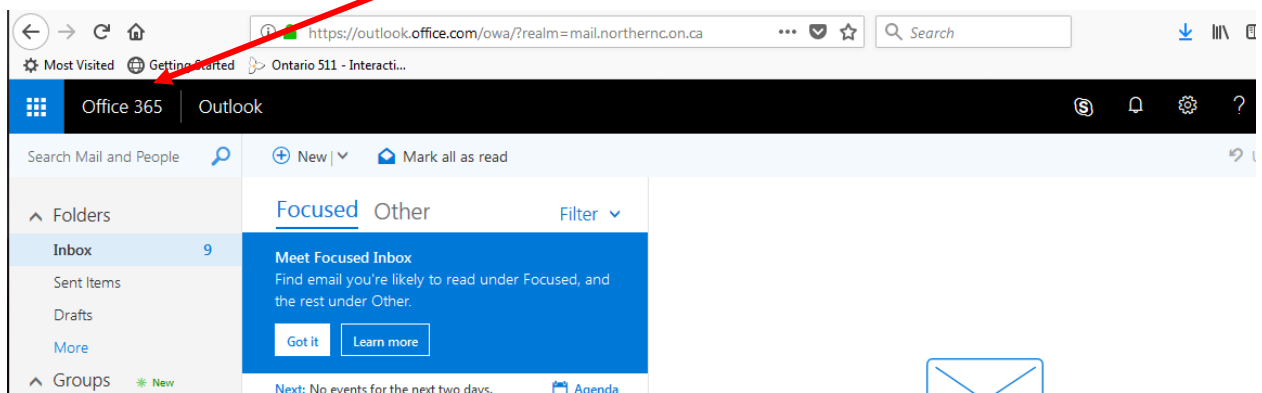 https://outlook.office.com/owa/?realm=mail.northernc.on.ca
Search
Most Visited Getting Started Ontario 511 - Interacti...
Office 365 Outlook ?
Search Mail and People New Mark all as read
Folders
Focused Other Filter
Inbox 9
Meet Focused Inbox
Find email you're likely to read under Focused, and
the rest under Other.
Sent Items
Drafts
Got it Learn more
More
Groups New
Next: No events for the next two days. Agenda